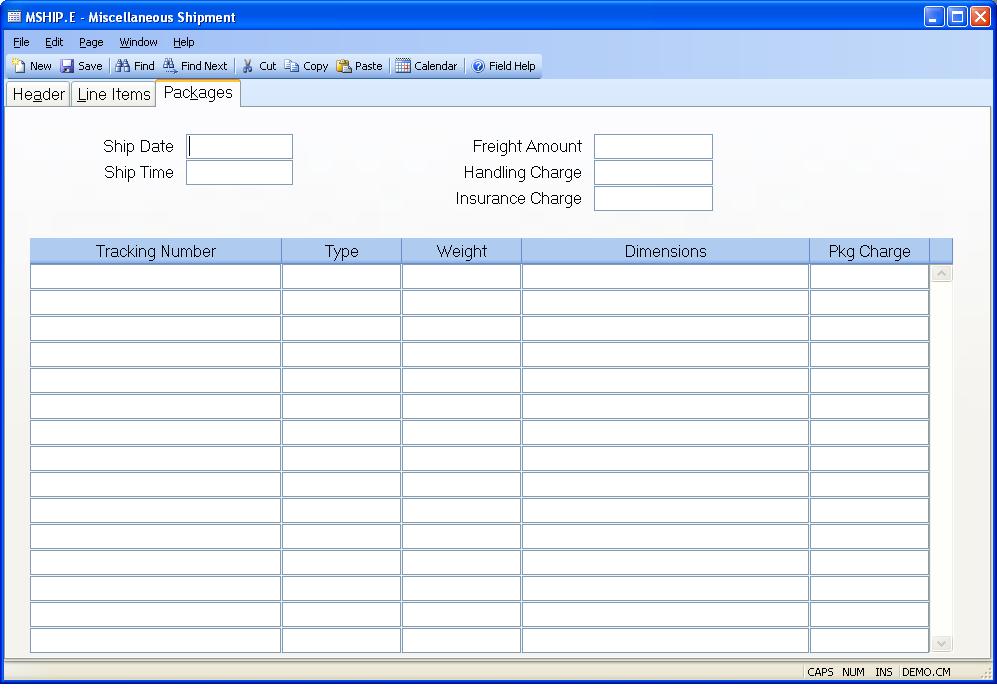 MSHIP.E - Miscellaneous Shipment
File Edit Page Window Help
New Save Find Find Next Cut Copy Paste Calendar Field Help
Header Line Items Packages
Ship Date Freight Amount
Ship Time Handling Charge
Insurance Charge
Tracking Number Type Weight Dimensions Pkg Charge
CAPS NUM INS DEMO.CM